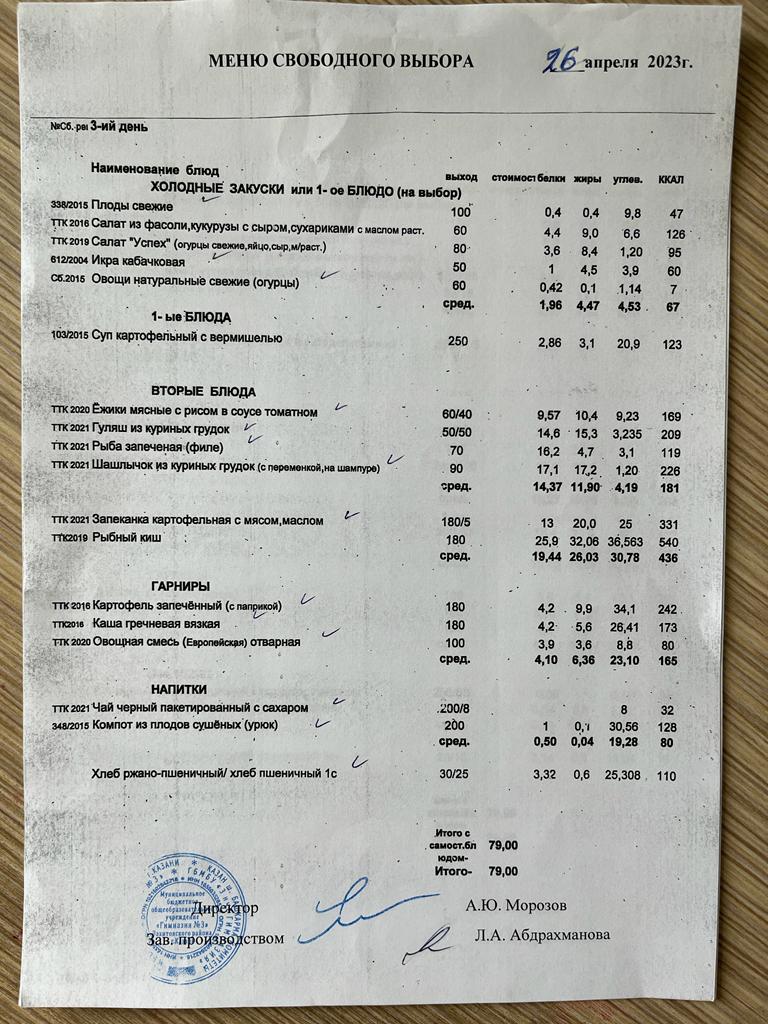 МЕНЮ СВОБОДНОГО ВЫБОРА 26 апреля 2023г.
№Сб. рец 3-ий день
Наименование блюд выход стоимост белки жиры углев. ККАЛ
ХОЛОДНЫЕ ЗАКУСКИ или 1- ое БЛЮДО (на выбор)
338/2015 Плоды свежие 100 0,4 0,4 9,8 47
ТТК 2016 Салат из фасоли,кукурузы с сыром,сухариками с маслом раст. 60 4,4 9,0 6,6 126
ТТК 2019 Салат "Успех" (огурцы свежие,яйцо,сыр,м/раст.) 80 3,6 8,4 1,20 95
612/2004 Икра кабачковая 50 1 4,5 3,9 60
Сб.2015 Овощи натуральные свежие (огурцы) 60 0,42 0,1 1,14 7
сред. 1,96 4,47 4,53 67
1- ые БЛЮДА
103/2015 Суп картофельный с вермишелью 250 2,86 3,1 20,9 123
ВТОРЫЕ БЛЮДА
ТТК 2020 Ёжики мясные с рисом в соусе томатном 60/40 9,57 10,4 9,23 169
ТТК 2021 Гуляш из куриных грудок 50/50 14,6 15,3 3,235 209
ТТК 2021 Рыба запеченая (филе) 70 16,2 4,7 3,1 119
ТТК 2021 Шашлычок из куриных грудок (с переменкой,на шампуре) 90 17,1 17,2 1,20 226
сред. 14,37 11,90 4,19 181
ТТК 2021 Запеканка картофельная с мясом,маслом 180/5 13 20,0 25 331
ТТК2019 Рыбный киш 180 25,9 32,06 36,563 540
сред. 19,44 26,03 30,78 436
ГАРНИРЫ
ТТК 2016 Картофель запечённый (с паприкой) 180 4,2 9,9 34,1 242
ТТК2016 Каша гречневая вязкая 180 4,2 5,6 26,41 173
ТТК 2020 Овощная смесь (Европейская) отварная 100 3,9 3,6 8,8 80
сред. 4,10 6,36 23,10 165
НАПИТКИ
ТТК 2021 Чай черный пакетированный с сахаром 200/8 8 32
348/2015 Компот из плодов сушёных (урюк) 200 1 0,1 30,56 128
сред. 0,50 0,04 19,28 80
Хлеб ржано-пшеничный/ хлеб пшеничный 1с 30/25 3,32 0,6 25,308 110
Итого с
самост.бл 79,00
юдом-
Итого- 79,00
Директор А.Ю. Морозов
Зав. производством Л.А. Абдрахманова
Муниципальное
бюджетное
общеобразовательное
учреждение
«Гимназия №3»